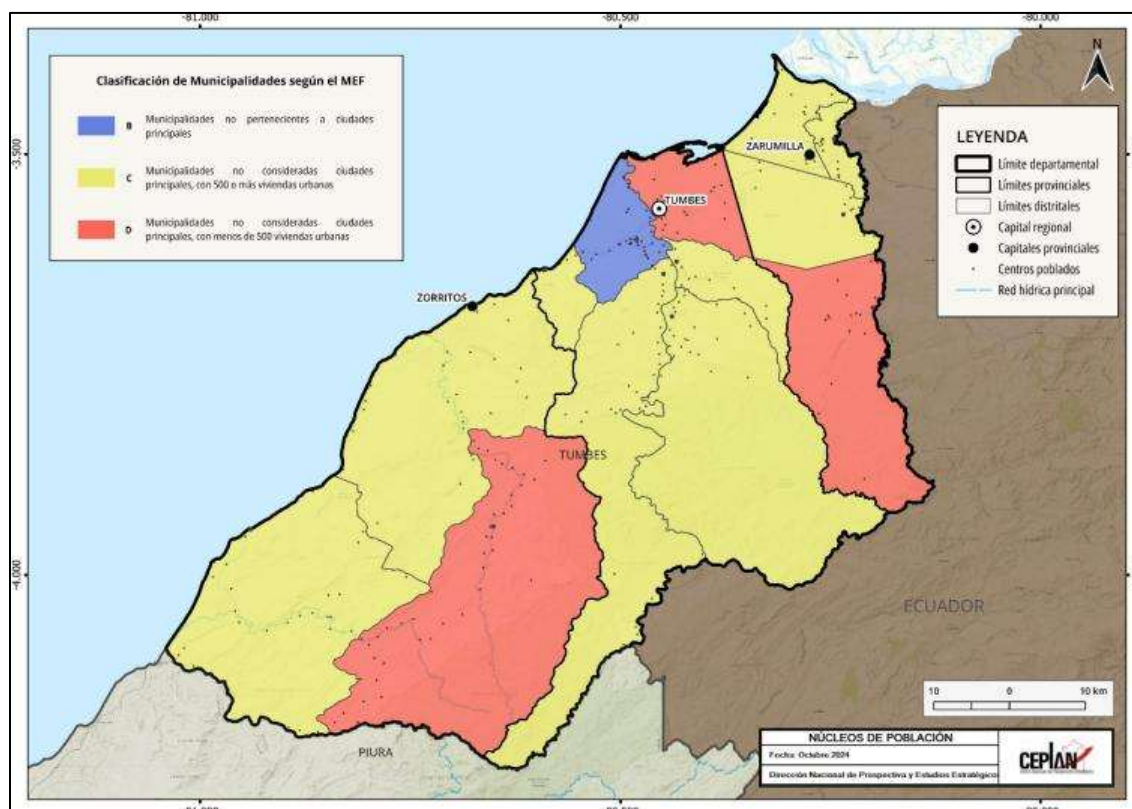 -81.000
-80.500
-80.000
Clasificación de Municipalidades según el MEF
B Municipalidades no pertenecientes a ciudades
principales
C Municipalidades no consideradas ciudades
principales, con 500 o más viviendas urbanas
D Municipalidades no consideradas ciudades
principales, con menos de 500 viviendas urbanas
N
LEYENDA
Límite departamental
Límites provinciales
Límites distritales
Capital regional
Capitales provinciales
Centros poblados
Red hídrica principal
-3.500
ZARUMILLA
TUMBES
ZORRITOS
TUMBES
-4.000
ECUADOR
PIURA
10 0 10 km
NÚCLEOS DE POBLACIÓN
Fecha: Octubre 2024
Dirección Nacional de Prospectiva y Estudios Estratégicos
CEPLAN